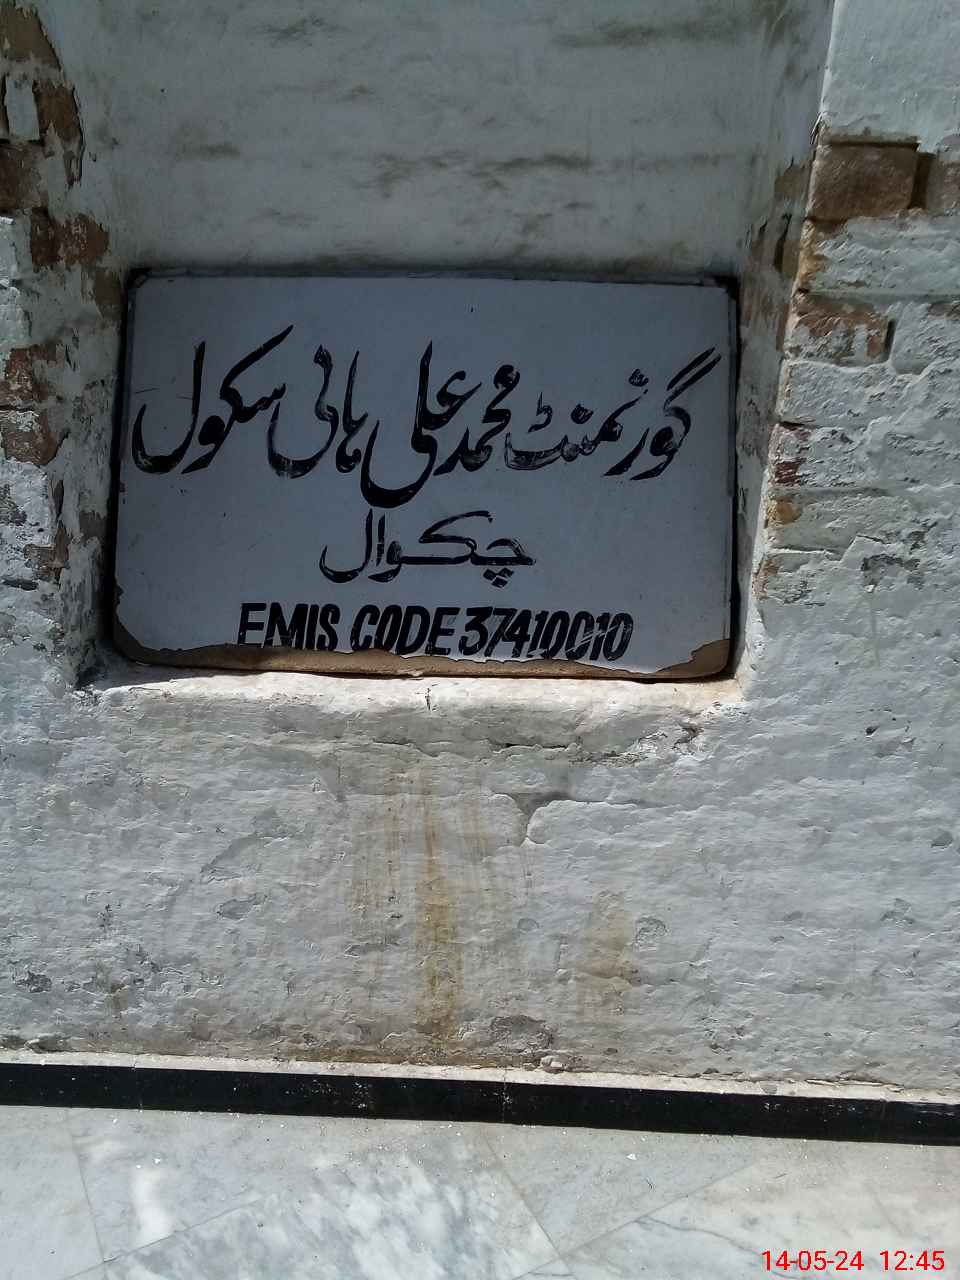 گورنمنٹ محمد علی ہائی سکول
چکوال
EMIS CODE 37410010
14-05-24 12:45